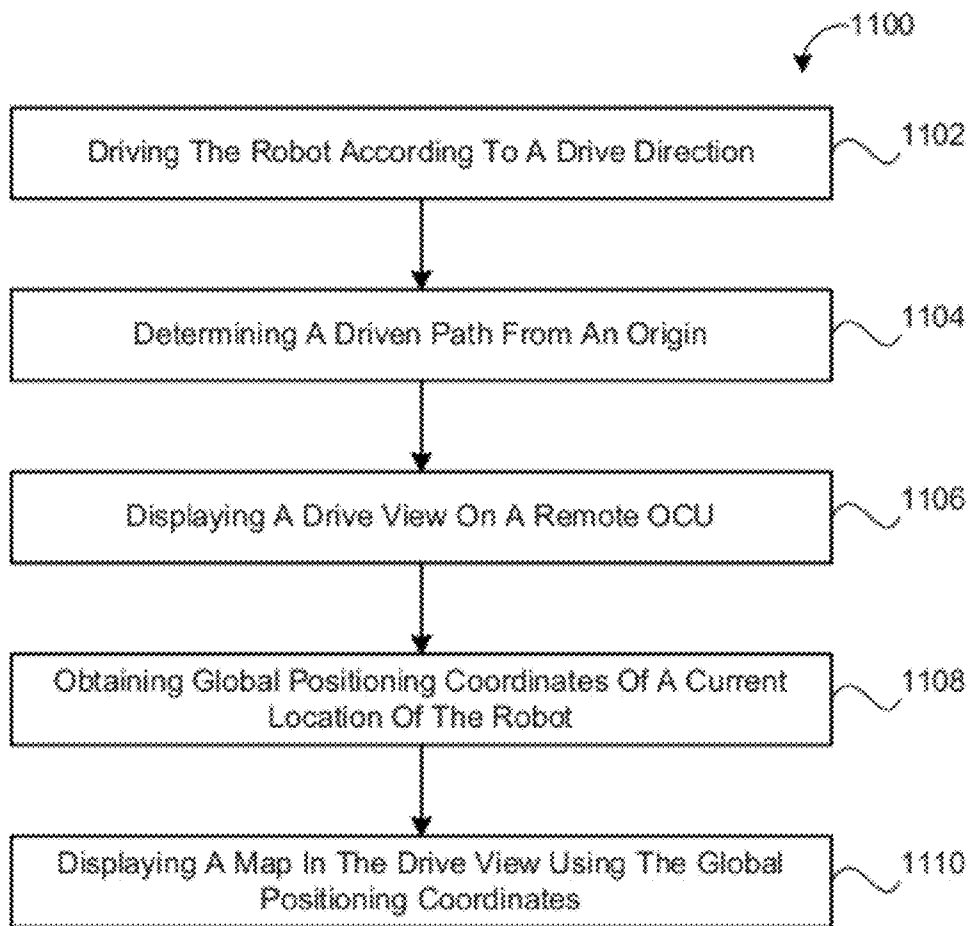 1100
Driving The Robot According To A Drive Direction
1102
Determining A Driven Path From An Origin
1104
Displaying A Drive View On A Remote OCU
1106
Obtaining Global Positioning Coordinates Of A Current
Location Of The Robot
1108
Displaying A Map In The Drive View Using The Global
Positioning Coordinates
1110